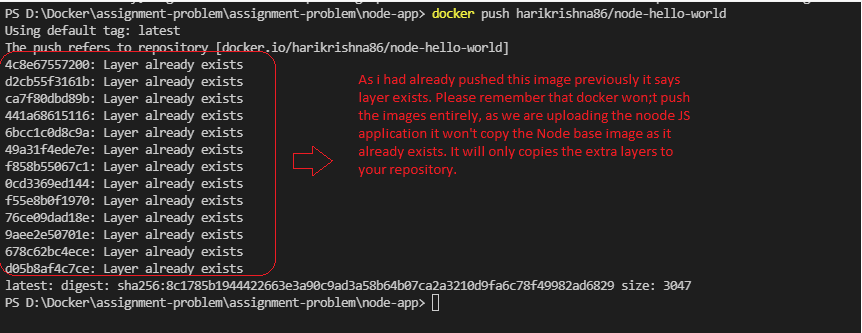 PS D:\Docker\assignment-problem\assignment-problem\node-app> docker push harikrishna86/node-hello-world
Using default tag: latest
The push refers to repository [docker.io/harikrishna86/node-hello-world]
4c8e67557200: Layer already exists
d2cb55f3161b: Layer already exists
ca7f80dbd89b: Layer already exists
441a68615116: Layer already exists
6bcc1c0d8c9a: Layer already exists
49a31f4ede7e: Layer already exists
f858b55067c1: Layer already exists
0cd3369ed144: Layer already exists
f55e8b0f1970: Layer already exists
76ce09dad18e: Layer already exists
9aee2e50701e: Layer already exists
678c62bc4ece: Layer already exists
d05b8af4c7ce: Layer already exists
As i had already pushed this image previously it says
layer exists. Please remember that docker won;t push
the images entirely, as we are uploading the noode JS
application it won't copy the Node base image as it
already exists. It will only copies the extra layers to
your repository.
latest: digest: sha256:8c1785b1944422663e3a90c9ad3a58b64b07ca2a3210d9fa6c78f49982ad6829 size: 3047
PS D:\Docker\assignment-problem\assignment-problem\node-app>